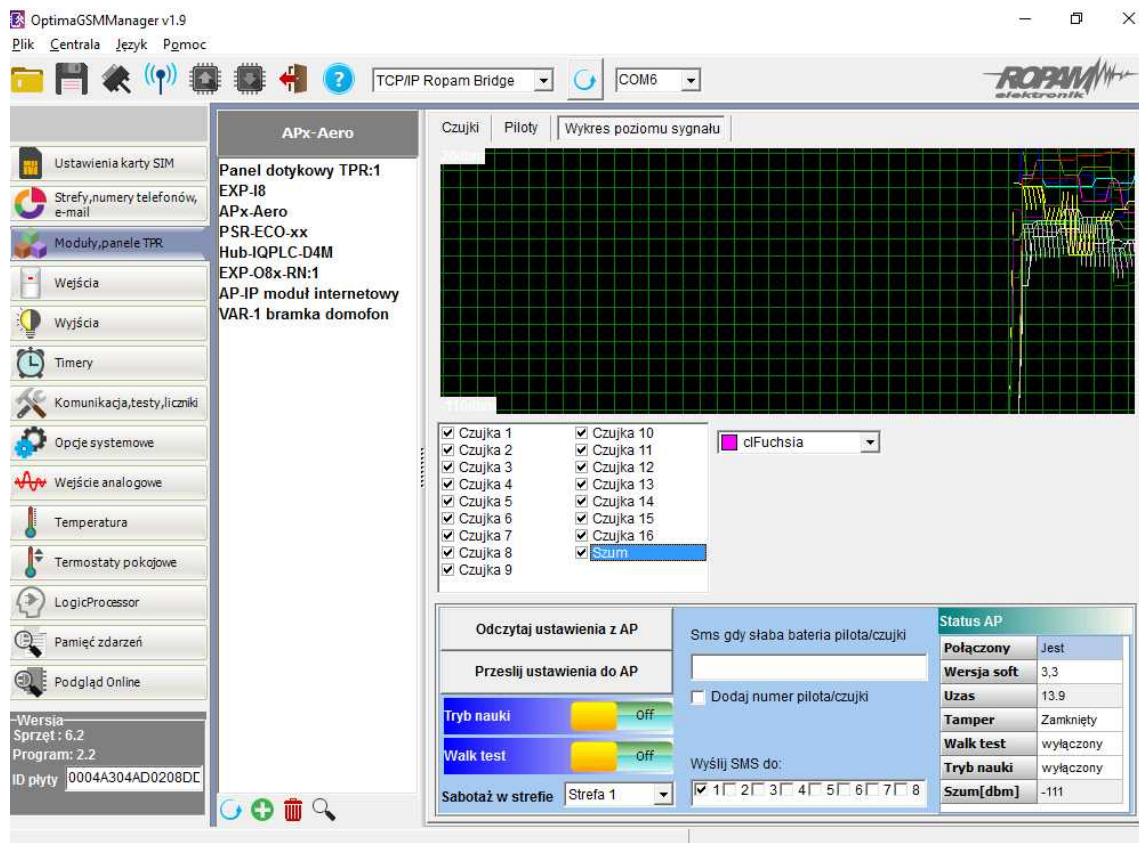 OptimaGSMManager v1.9
Plik Centrala Język Pomoc
TCP/IP Ropam Bridge
COM6
ROPAM
elektronik
Ustawienia karty SIM
Strefy,numery telefonów,
e-mail
Moduły,panele TPR
Wejścia
Wyjścia
Timery
Komunikacja,testy,liczniki
Opcje systemowe
Wejście analogowe
Temperatura
Termostaty pokojowe
LogicProcessor
Pamięć zdarzeń
Podgląd Online
Wersja
Sprzęt : 6.2
Program: 2.2
ID płyty 0004A304AD0208DE
APx-Aero
Panel dotykowy TPR:1
EXP-I8
APx-Aero
PSR-ECO-xx
Hub-IQPLC-D4M
EXP-O8x-RN:1
AP-IP moduł internetowy
VAR-1 bramka domofon
Czujki Piloty Wykres poziomu sygnału
Czujka 1
Czujka 2
Czujka 3
Czujka 4
Czujka 5
Czujka 6
Czujka 7
Czujka 8
Czujka 9
Czujka 10
Czujka 11
Czujka 12
Czujka 13
Czujka 14
Czujka 15
Czujka 16
Szum
clFuchsia
Odczytaj ustawienia z AP
Przeslij ustawienia do AP
Tryb nauki Off
Walk test Off
Sabotaż w strefie Strefa 1
Sms gdy słaba bateria pilota/czujki
Dodaj numer pilota/czujki
Wyślij SMS do:
1 2 3 4 5 6 7 8
Status AP
Połączony Jest
Wersja soft 3,3
Uzas 13.9
Tamper Zamknięty
Walk test wyłączony
Tryb nauki wyłączony
Szum[dbm] -111